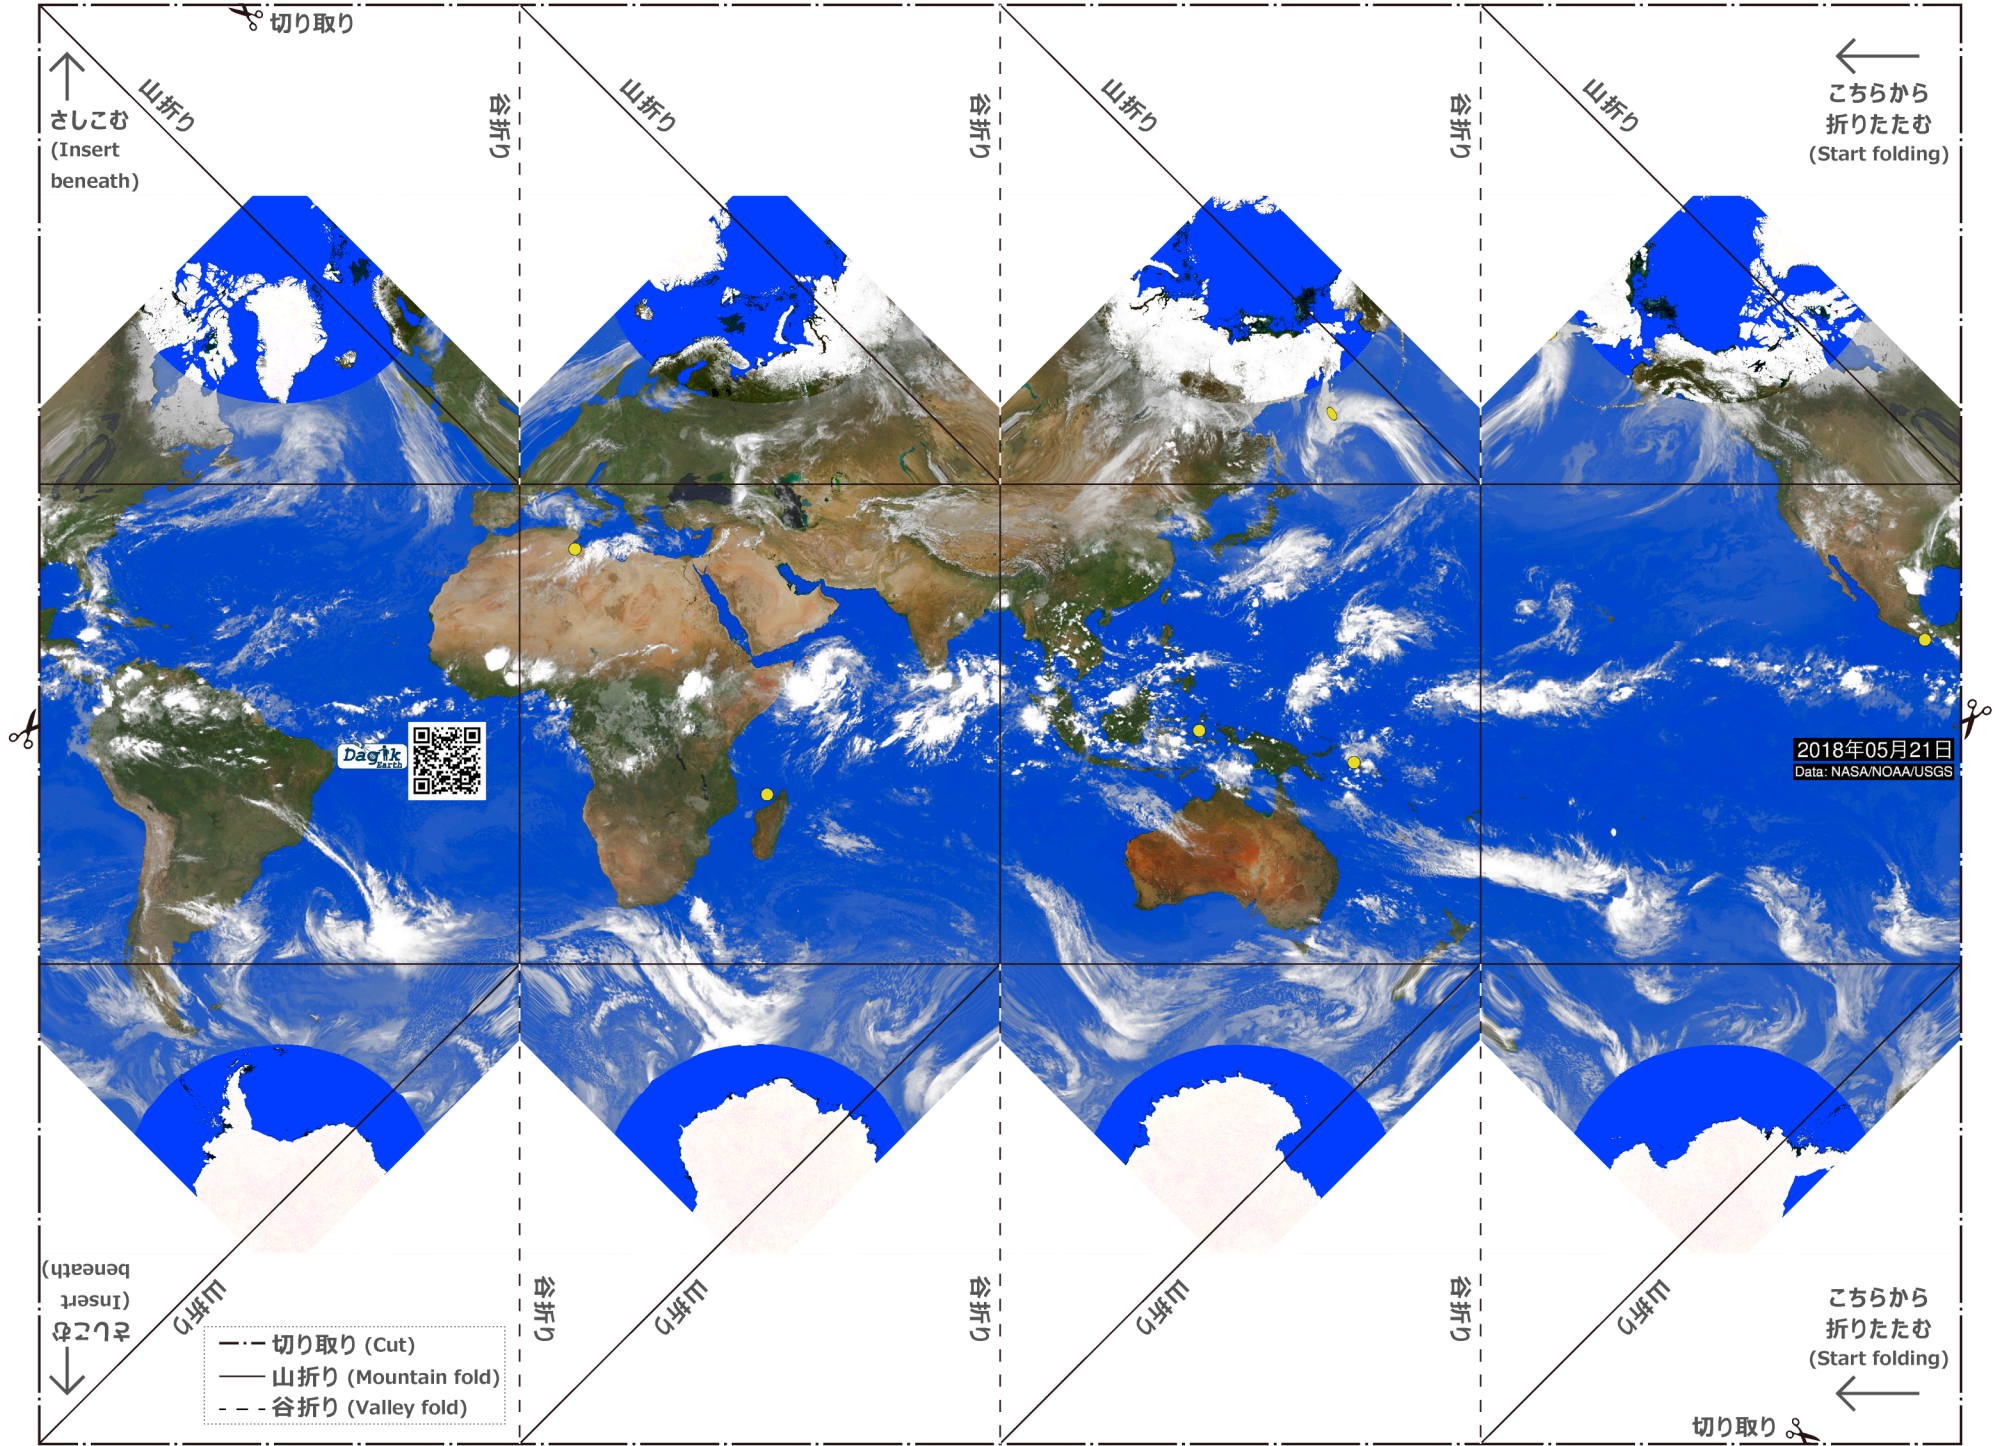 切り取り
さしこむ
(Insert
beneath)
山折り
谷折り
山折り
谷折り
山折り
谷折り
山折り
こちらから
折りたたむ
(Start folding)
Dagik
Earth
2018年05月21日
Data: NASA/NOAA/USGS
さしこむ
(Insert
beneath)
山折り
谷折り
山折り
谷折り
山折り
谷折り
山折り
こちらから
折りたたむ
(Start folding)
切り取り (Cut)
山折り (Mountain fold)
谷折り (Valley fold)
切り取り